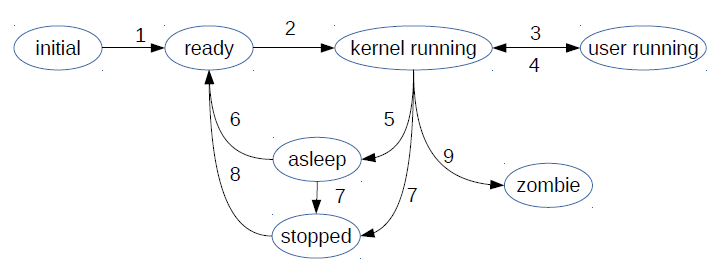 initial
1
ready
2
kernel running
3
4
user running
6
5
asleep
9
8
7
7
zombie
stopped